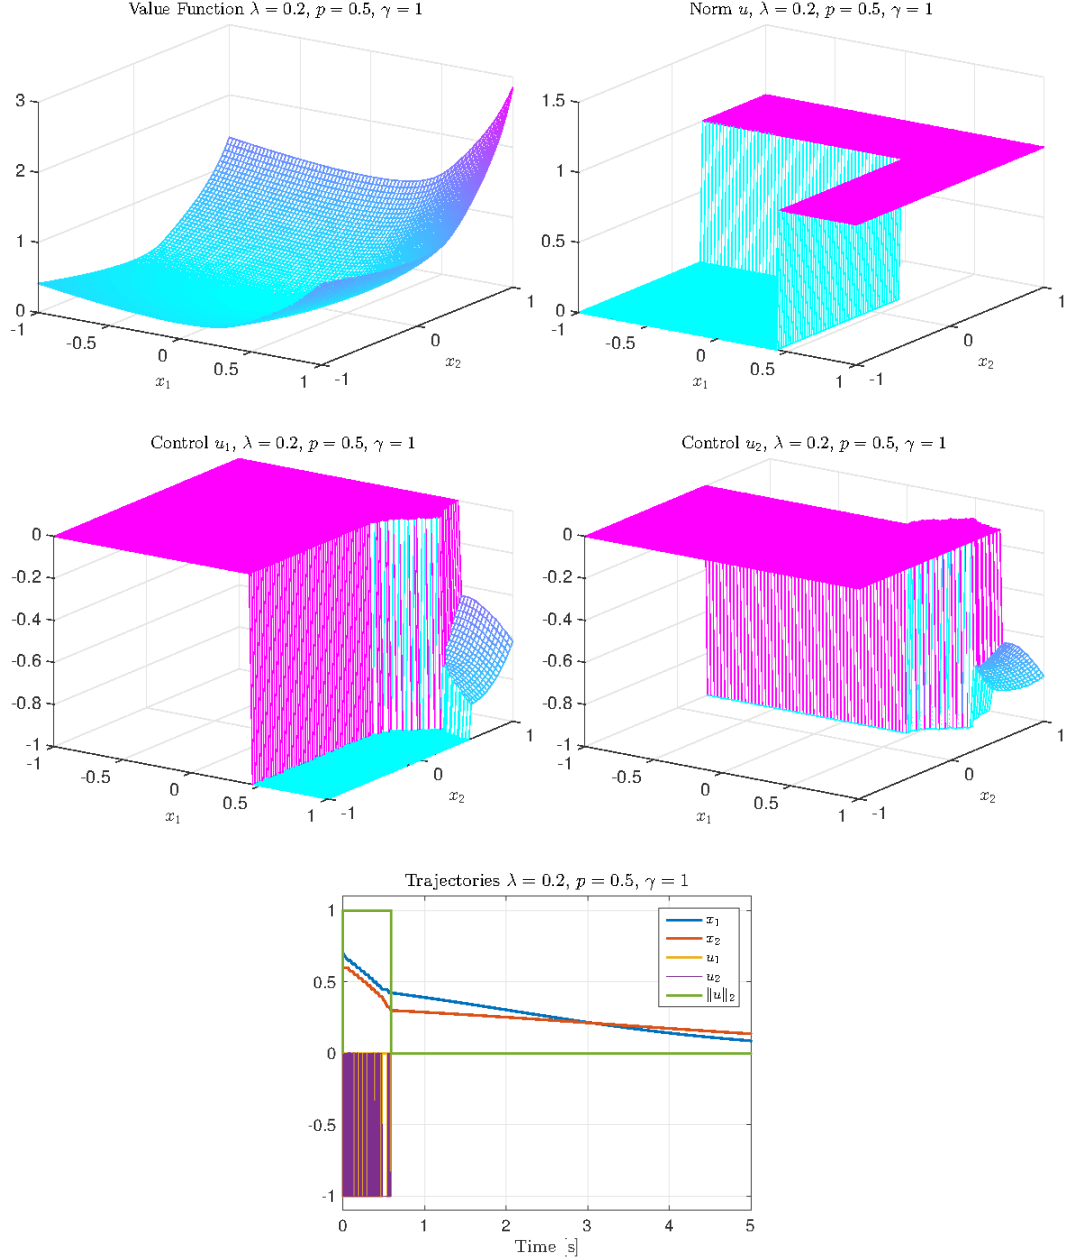 Value Function λ = 0.2, p = 0.5, γ = 1
3
2
1
0
-1
-0.5
0
0.5
1
x₁
-1
0
1
x₂
Norm u, λ = 0.2, p = 0.5, γ = 1
1.5
1
0.5
0
-1
-0.5
0
0.5
1
x₁
-1
0
1
x₂
Control u₁, λ = 0.2, p = 0.5, γ = 1
0
-0.2
-0.4
-0.6
-0.8
-1
-1
-0.5
0
0.5
1
x₁
-1
0
1
x₂
Control u₂, λ = 0.2, p = 0.5, γ = 1
0
-0.2
-0.4
-0.6
-0.8
-1
-1
-0.5
0
0.5
1
x₁
-1
0
1
x₂
Trajectories λ = 0.2, p = 0.5, γ = 1
1
0.5
0
-0.5
-1
x₁
x₂
u₁
u₂
‖u‖₂
0 1 2 3 4 5
Time [s]